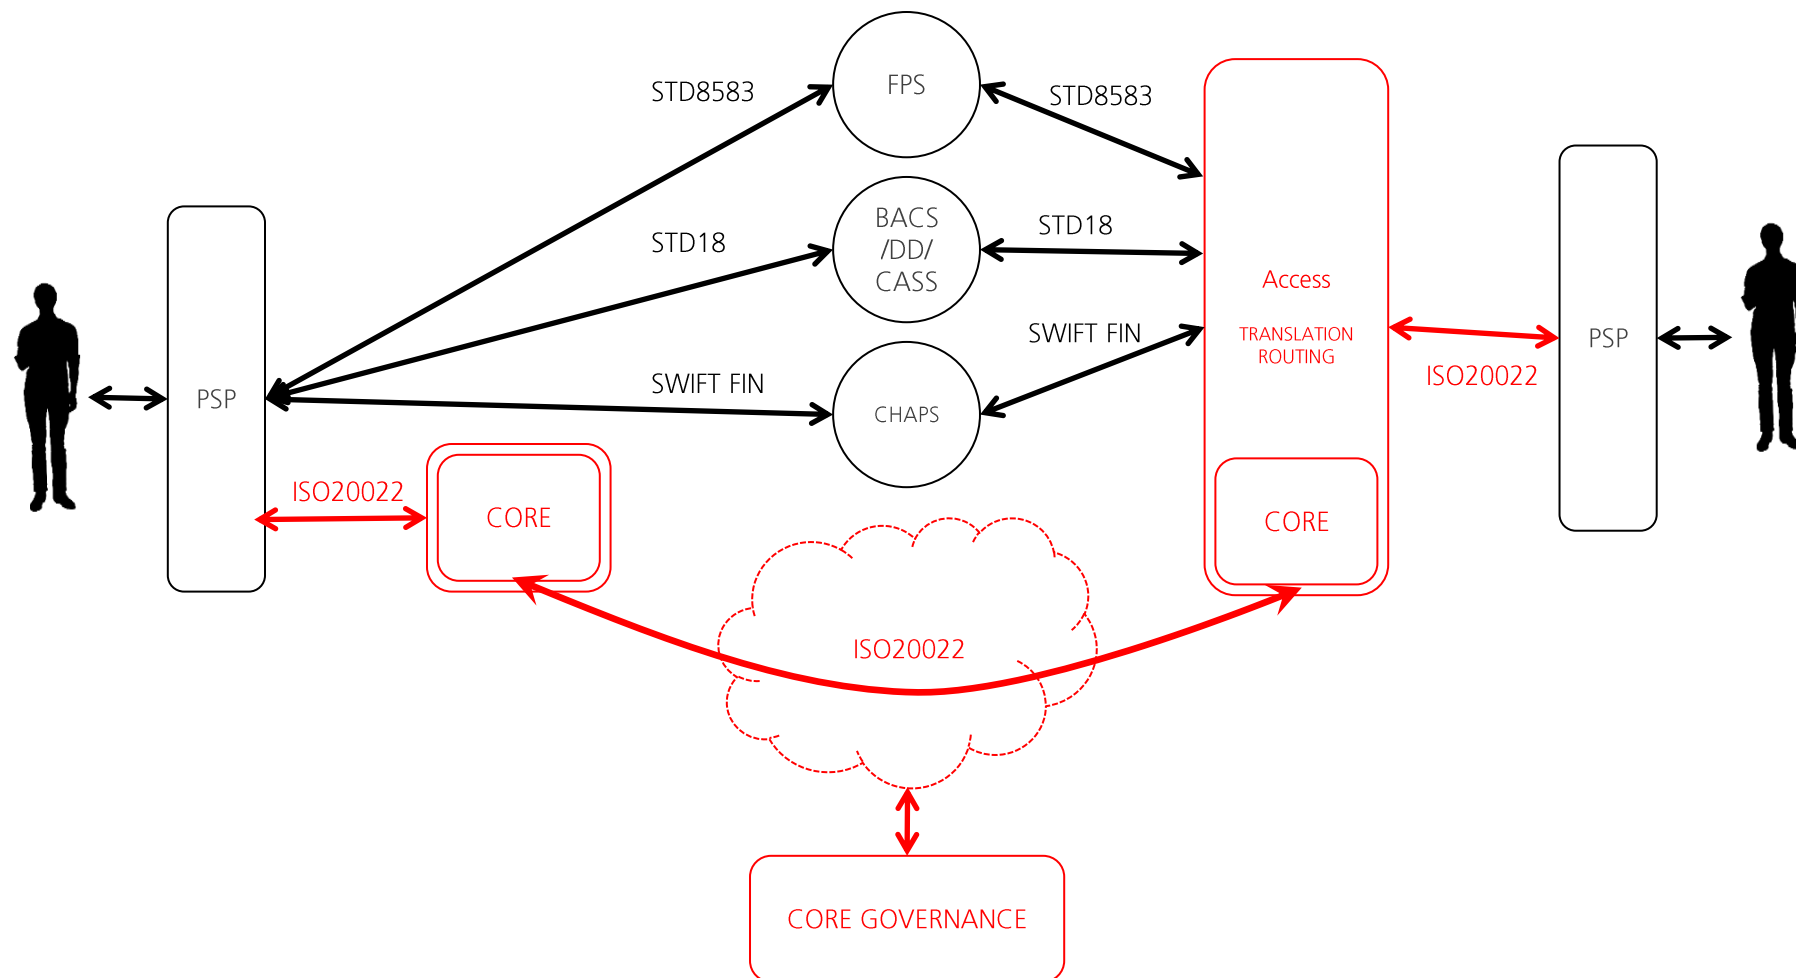 FPS
STD8583
STD8583
BACS
/DD/
CASS
STD18
STD18
Access
TRANSLATION
ROUTING
SWIFT FIN
SWIFT FIN
PSP
ISO20022
PSP
CHAPS
ISO20022
CORE
CORE
ISO20022
CORE GOVERNANCE